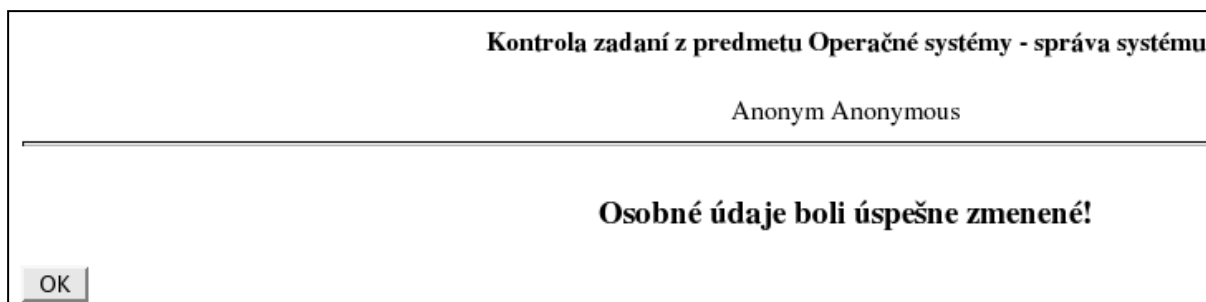 Kontrola zadaní z predmetu Operačné systémy - správa systému
Anonym Anonymous
Osobné údaje boli úspešne zmenené!
OK